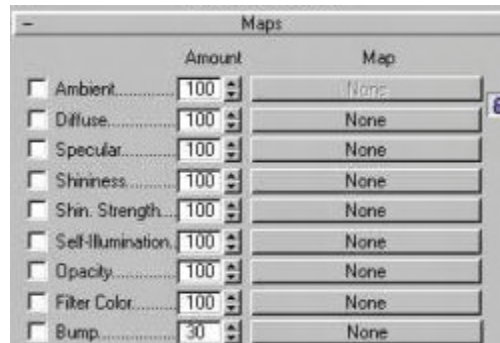 – Maps
Amount Map
Ambient............ 100 None
Diffuse............. 100 None
Specular........... 100 None
Shininess.......... 100 None
Shin. Strength.... 100 None
Self-Illumination.. 100 None
Opacity............ 100 None
Filter Color........ 100 None
Bump............... 30 None